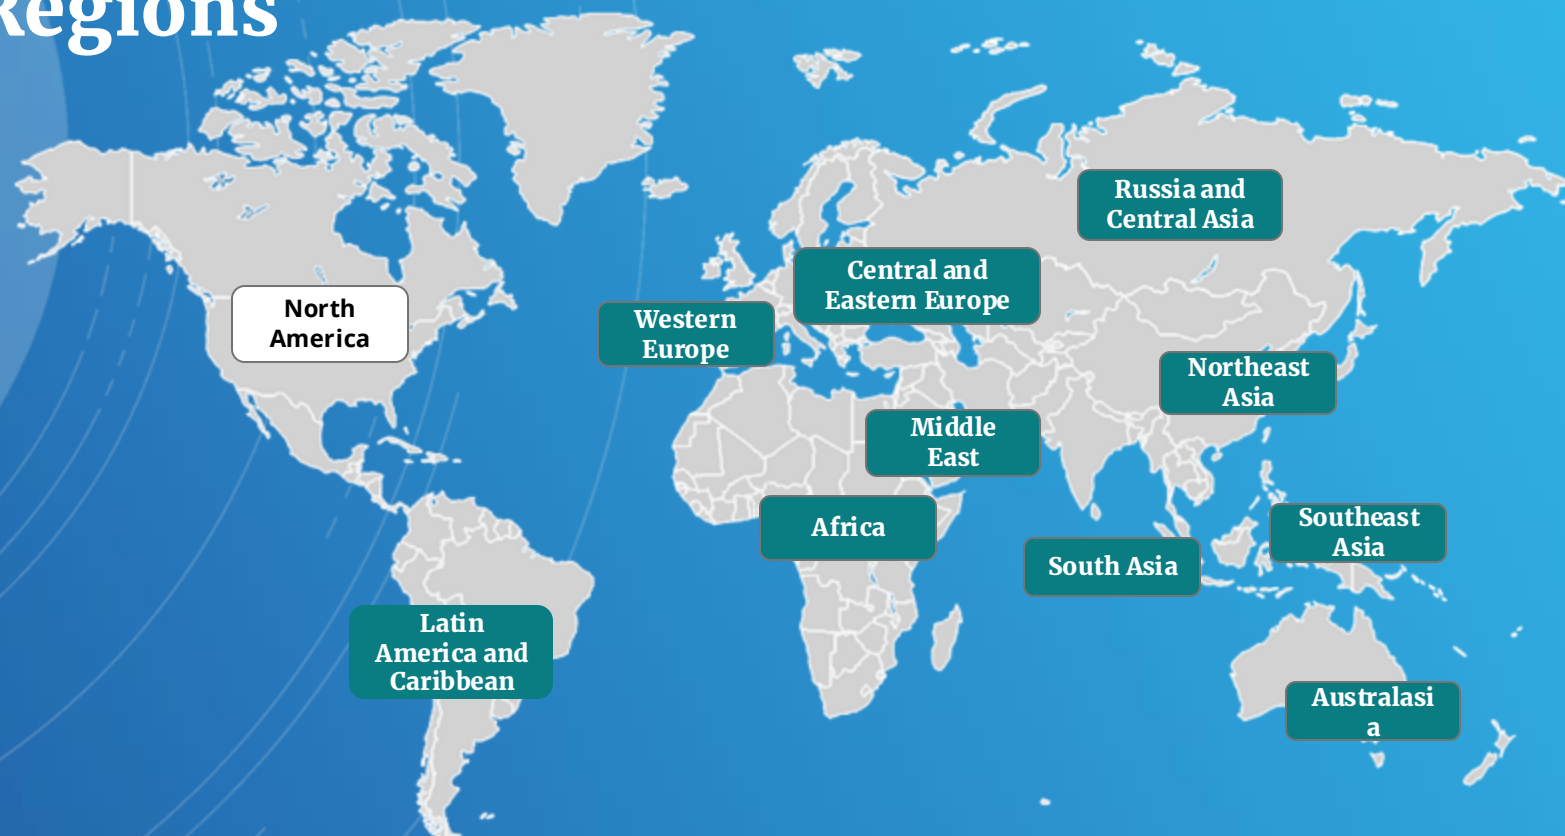 Regions
Russia and
Central Asia
Central and
Eastern Europe
North
America
Western
Europe
Northeast
Asia
Middle
East
Africa
Southeast
Asia
South Asia
Latin
America and
Caribbean
Australasi
a